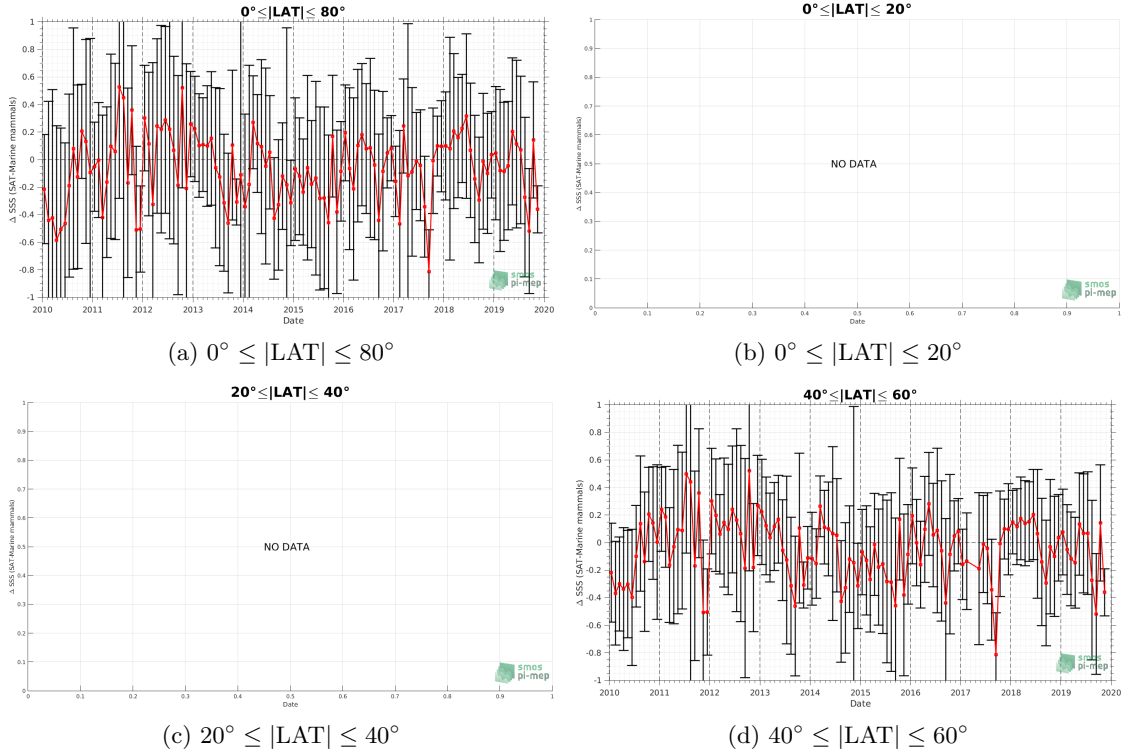 0°≤|LAT|≤ 80°
Δ SSS (SAT-Marine mammals)
1
0.8
0.6
0.4
0.2
0
-0.2
-0.4
-0.6
-0.8
-1
2010 2011 2012 2013 2014 2015 2016 2017 2018 2019 2020
Date
smos
pi-mep
(a) 0° ≤ |LAT| ≤ 80°
0°≤|LAT|≤ 20°
Δ SSS (SAT-Marine mammals)
1
0.9
0.8
0.7
0.6
0.5
0.4
0.3
0.2
0.1
0
NO DATA
0 0.1 0.2 0.3 0.4 0.5 0.6 0.7 0.8 0.9 1
Date
smos
pi-mep
(b) 0° ≤ |LAT| ≤ 20°
20°≤|LAT|≤ 40°
Δ SSS (SAT-Marine mammals)
1
0.9
0.8
0.7
0.6
0.5
0.4
0.3
0.2
0.1
0
NO DATA
0 0.1 0.2 0.3 0.4 0.5 0.6 0.7 0.8 0.9 1
Date
smos
pi-mep
(c) 20° ≤ |LAT| ≤ 40°
40°≤|LAT|≤ 60°
Δ SSS (SAT-Marine mammals)
1
0.8
0.6
0.4
0.2
0
-0.2
-0.4
-0.6
-0.8
-1
2010 2011 2012 2013 2014 2015 2016 2017 2018 2019 2020
Date
smos
pi-mep
(d) 40° ≤ |LAT| ≤ 60°